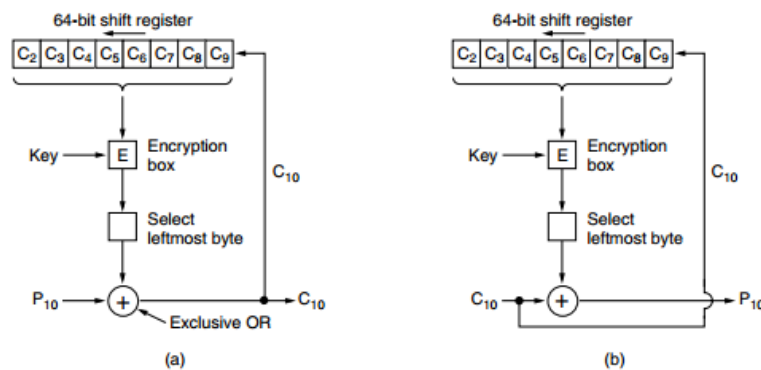 64-bit shift register
C2 C3 C4 C5 C6 C7 C8 C9
Key
E
Encryption
box
C10
Select
leftmost byte
P10
+
C10
Exclusive OR
(a)
64-bit shift register
C2 C3 C4 C5 C6 C7 C8 C9
Key
E
Encryption
box
C10
Select
leftmost byte
C10
+
P10
(b)